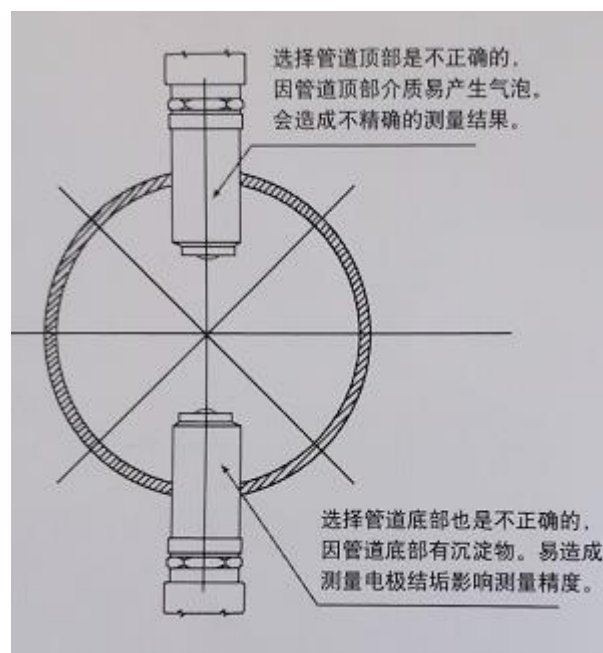 选择管道顶部是不正确的，
因管道顶部介质易产生气泡。
会造成不精确的测量结果。
选择管道底部也是不正确的，
因管道底部有沉淀物。易造成
测量电极结垢影响测量精度。